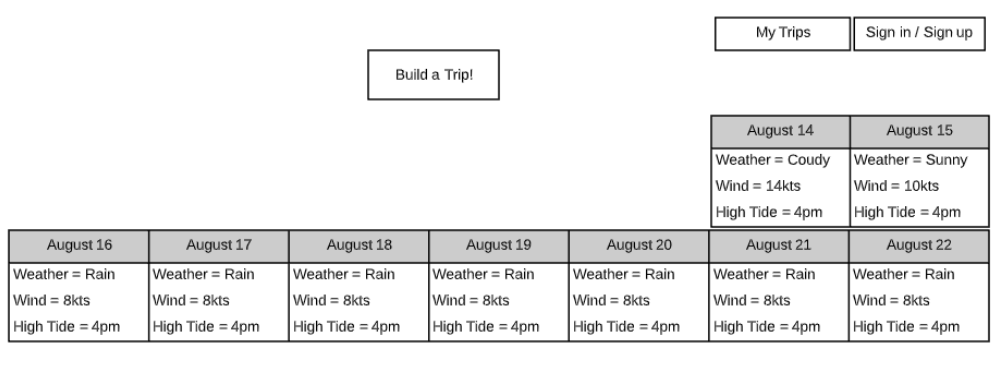 My Trips
Sign in / Sign up
Build a Trip!
August 14
August 15
Weather = Coudy
Weather = Sunny
Wind = 14kts
Wind = 10kts
High Tide = 4pm
High Tide = 4pm
August 16
August 17
August 18
August 19
August 20
August 21
August 22
Weather = Rain
Weather = Rain
Weather = Rain
Weather = Rain
Weather = Rain
Weather = Rain
Weather = Rain
Wind = 8kts
Wind = 8kts
Wind = 8kts
Wind = 8kts
Wind = 8kts
Wind = 8kts
Wind = 8kts
High Tide = 4pm
High Tide = 4pm
High Tide = 4pm
High Tide = 4pm
High Tide = 4pm
High Tide = 4pm
High Tide = 4pm